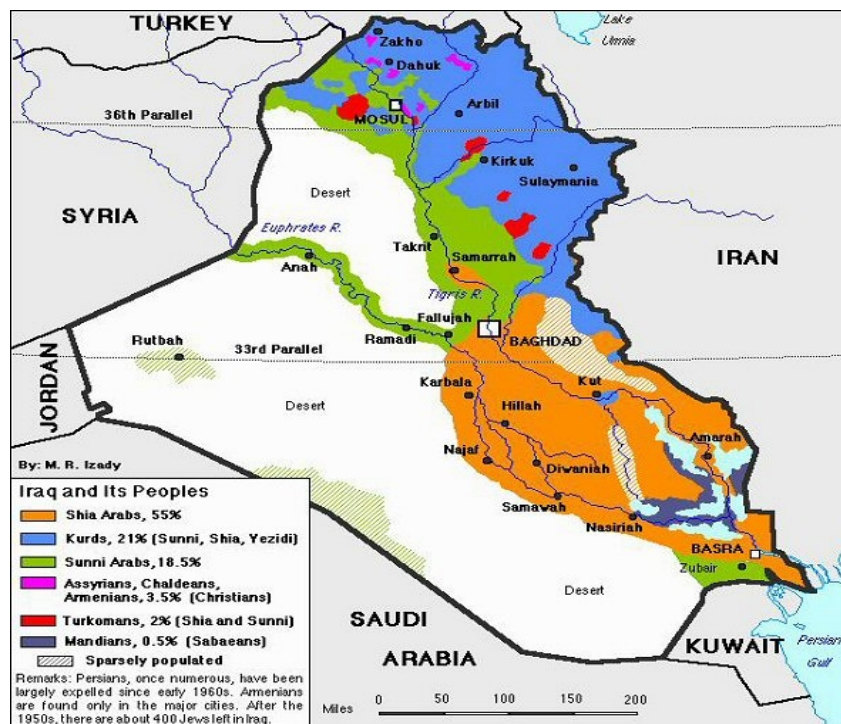 TURKEY
Lake
Urmia
Zakho
Dahuk
36th Parallel
Arbil
MOSUL
Kirkuk
Sulaymania
Desert
SYRIA
Euphrates R.
IRAN
Takrit
Samarrah
Anah
Tigris R.
Fallujah
Ramadi
BAGHDAD
Rutbah
33rd Parallel
JORDAN
Karbala
Kut
Hillah
Desert
Amarah
Najaf
Diwaniah
By: M. R. Izady
Samawah
Nasiriah
Iraq and Its Peoples
Shia Arabs, 55%
Kurds, 21% (Sunni, Shia, Yezidi)
Sunni Arabs, 18.5%
Assyrians, Chaldeans,
Armenians, 3.5% (Christians)
Turkomans, 2% (Shia and Sunni)
Mandians, 0.5% (Sabaeans)
Sparsely populated
Remarks: Persians, once numerous, have been
largely expelled since early 1960s. Armenians
are found only in the major cities. After the
1950s, there are about 400 Jews left in Iraq.
BASRA
Zubair
Desert
SAUDI
ARABIA
KUWAIT
Persian
Gulf
Miles 0 50 100 150 200